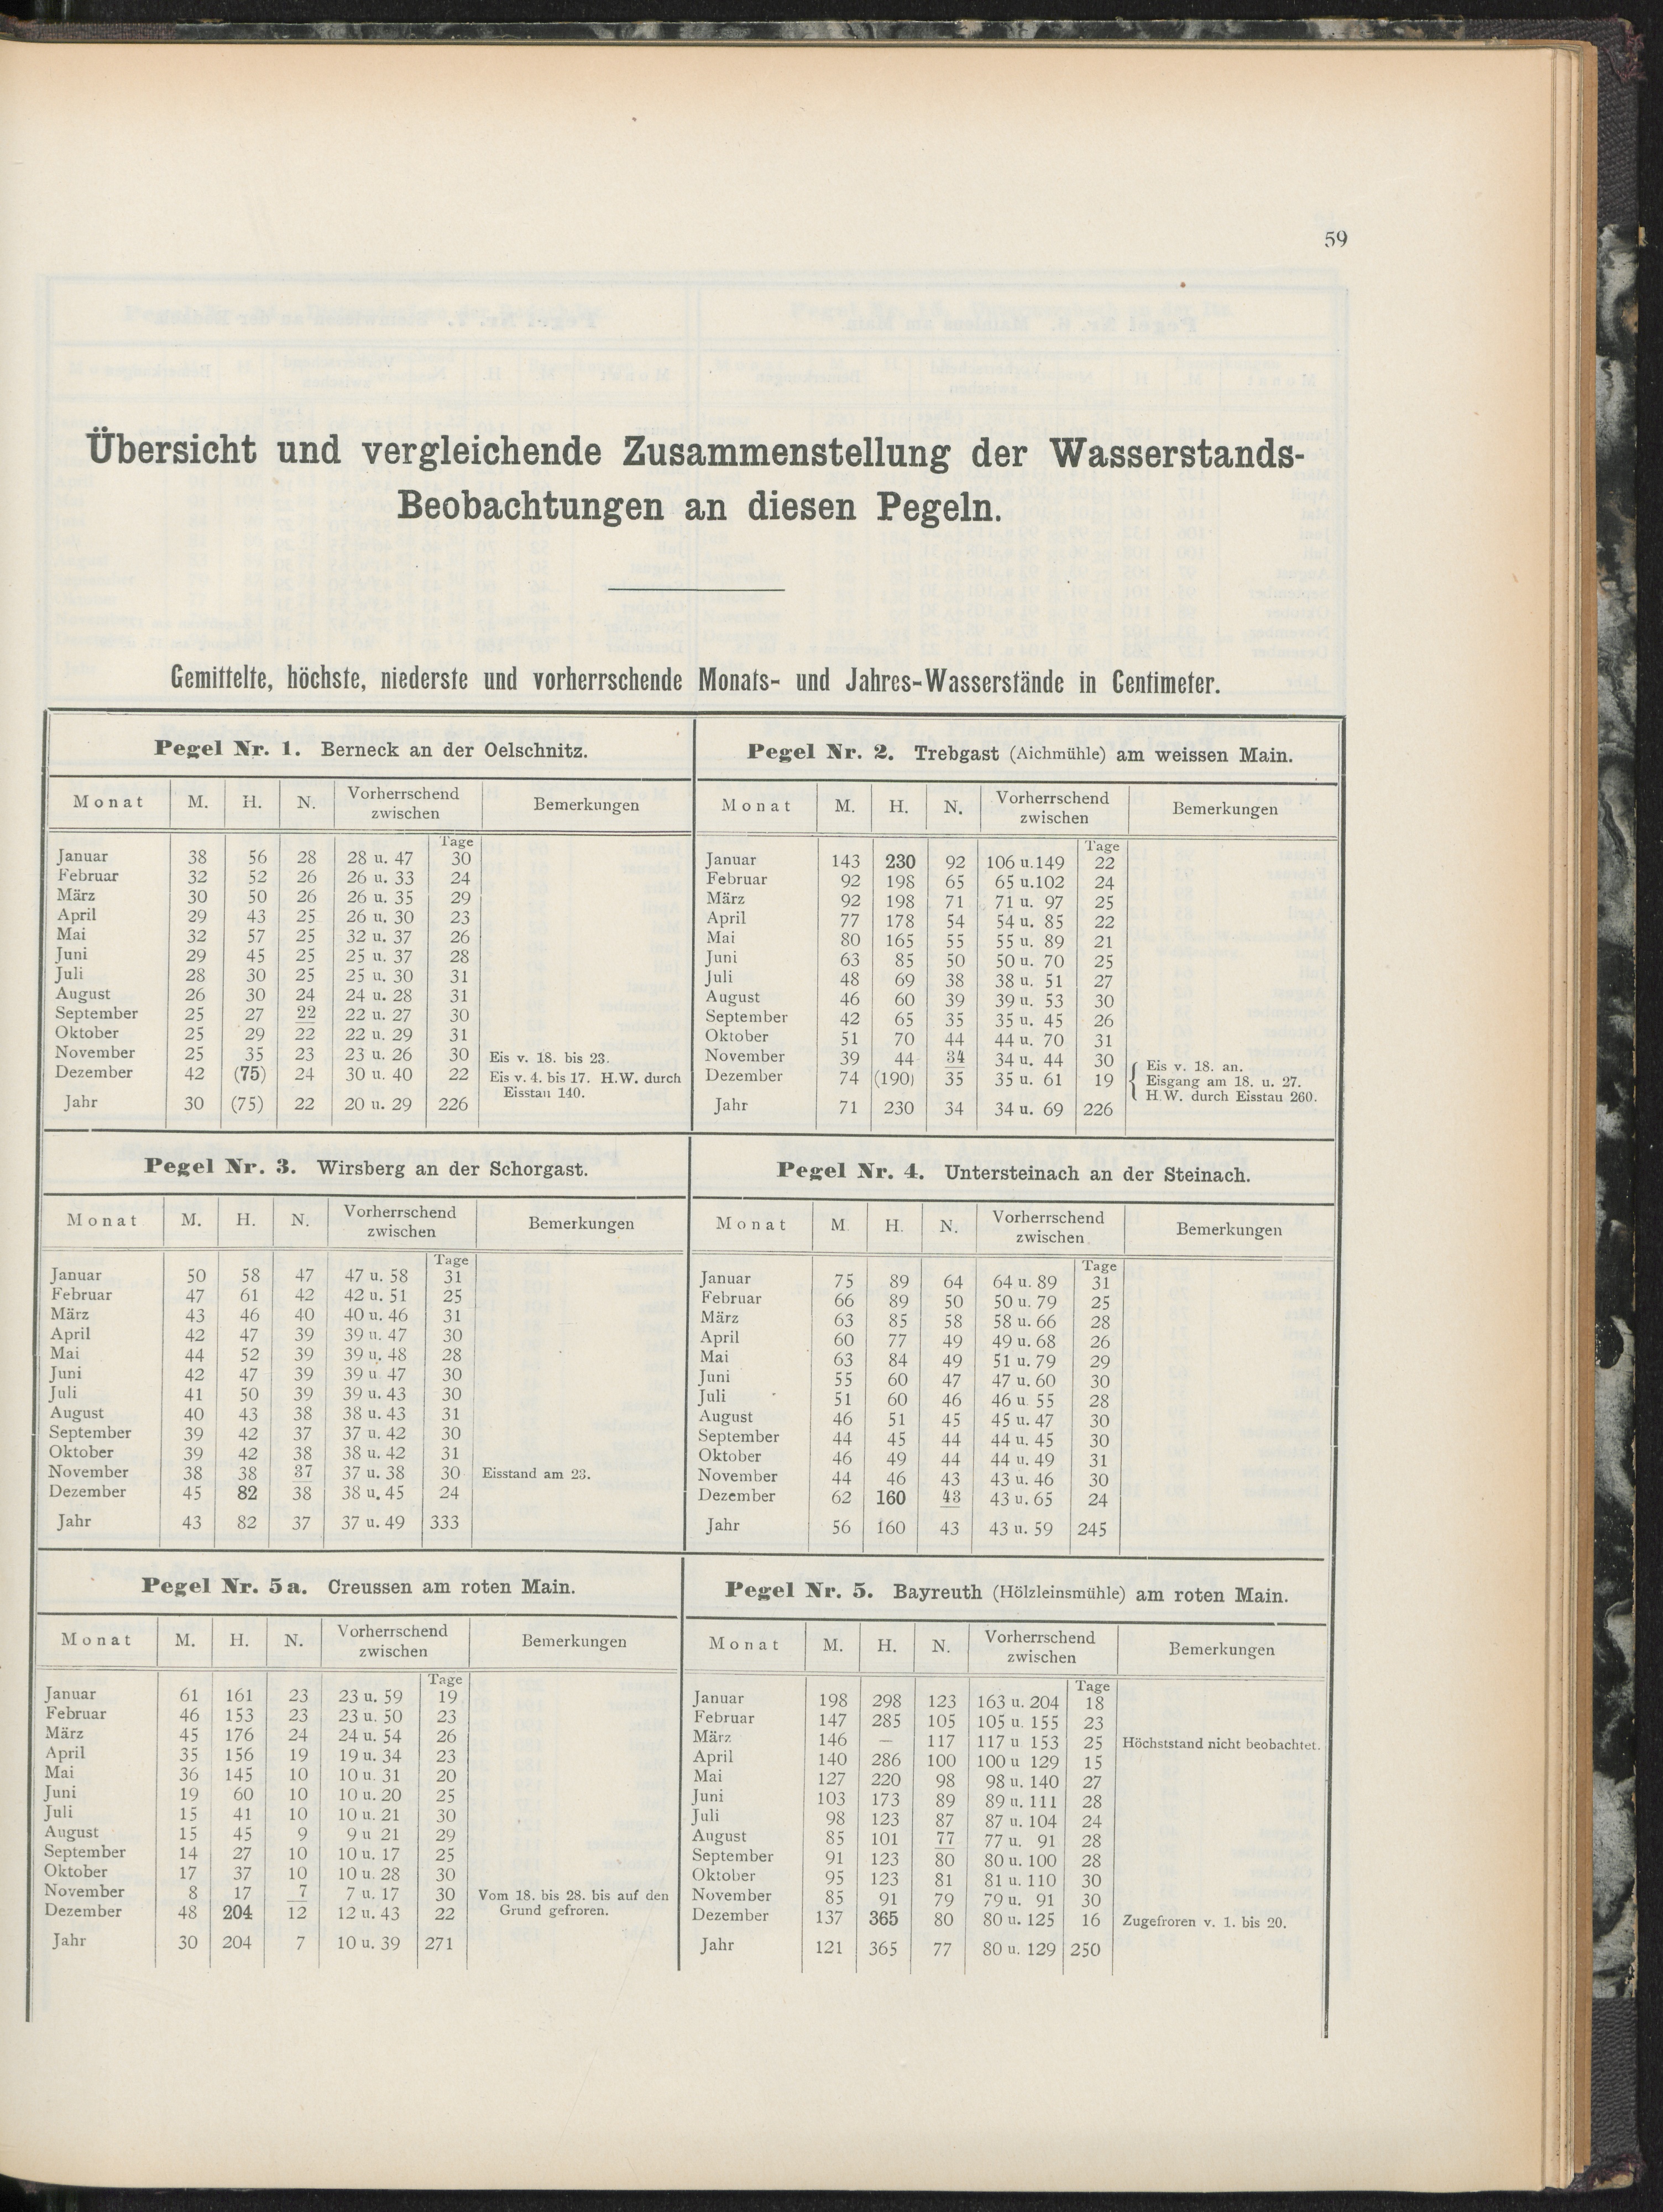 59
Übersicht und vergleichende Zusammenstellung der Wasserstands-
Beobachtungen an diesen Pegeln.
Gemittelte, höchste, niederste und vorherrschende Monats- und Jahres-Wasserstände in Centimeter.
Pegel Nr. 1. Berneck an der Oelschnitz.
Monat M. H. N. Vorherrschend zwischen Bemerkungen
Tage
Januar 38 56 28 28 u. 47 30
Februar 32 52 26 26 u. 33 24
März 30 50 26 26 u. 35 29
April 29 43 25 26 u. 30 23
Mai 32 57 25 32 u. 37 26
Juni 29 45 25 25 u. 37 28
Juli 28 30 25 25 u. 30 31
August 26 30 24 24 u. 28 31
September 25 27 22 22 u. 27 30
Oktober 25 29 22 22 u. 29 31
November 25 35 23 23 u. 26 30 Eis v. 18. bis 23.
Dezember 42 (75) 24 30 u. 40 22 Eis v. 4. bis 17. H.W. durch
Eisstau 140.
Jahr 30 (75) 22 20 u. 29 226
Pegel Nr. 2. Trebgast (Aichmühle) am weissen Main.
Monat M. H. N. Vorherrschend zwischen Bemerkungen
Tage
Januar 143 230 92 106 u. 149 22
Februar 92 198 65 65 u. 102 24
März 92 198 71 71 u. 97 25
April 77 178 54 54 u. 85 22
Mai 80 165 55 55 u. 89 21
Juni 63 85 50 50 u. 70 25
Juli 48 69 38 38 u. 51 27
August 46 60 39 39 u. 53 30
September 42 65 35 35 u. 45 26
Oktober 51 70 44 44 u. 70 31
November 39 44 34 34 u. 44 30 Eis v. 18. an.
Dezember 74 (190) 35 35 u. 61 19 Eisgang am 18. u. 27.
H.W. durch Eisstau 260.
Jahr 71 230 34 34 u. 69 226
Pegel Nr. 3. Wirsberg an der Schorgast.
Monat M. H. N. Vorherrschend zwischen Bemerkungen
Tage
Januar 50 58 47 47 u. 58 31
Februar 47 61 42 42 u. 51 25
März 43 46 40 40 u. 46 31
April 42 47 39 39 u. 47 30
Mai 44 52 39 39 u. 48 28
Juni 42 47 39 39 u. 47 30
Juli 41 50 39 39 u. 43 30
August 40 43 38 38 u. 43 31
September 39 42 37 37 u. 42 30
Oktober 39 42 38 38 u. 42 31
November 38 38 37 37 u. 38 30 Eisstand am 23.
Dezember 45 82 38 38 u. 45 24
Jahr 43 82 37 37 u. 49 333
Pegel Nr. 4. Untersteinach an der Steinach.
Monat M. H. N. Vorherrschend zwischen Bemerkungen
Tage
Januar 75 89 64 64 u. 89 31
Februar 66 89 50 50 u. 79 25
März 63 85 58 58 u. 66 28
April 60 77 49 49 u. 68 26
Mai 63 84 49 51 u. 79 29
Juni 55 60 47 47 u. 60 30
Juli 51 60 46 46 u. 55 28
August 46 51 45 45 u. 47 30
September 44 45 44 44 u. 45 30
Oktober 46 49 44 44 u. 49 31
November 44 46 43 43 u. 46 30
Dezember 62 160 43 43 u. 65 24
Jahr 56 160 43 43 u. 59 245
Pegel Nr. 5a. Creussen am roten Main.
Monat M. H. N. Vorherrschend zwischen Bemerkungen
Tage
Januar 61 161 23 23 u. 59 19
Februar 46 153 23 23 u. 50 23
März 45 176 24 24 u. 54 26
April 35 156 19 19 u. 34 23
Mai 36 145 10 10 u. 31 20
Juni 19 60 10 10 u. 20 25
Juli 15 41 10 10 u. 21 30
August 15 45 9 9 u 21 29
September 14 27 10 10 u. 17 25
Oktober 17 37 10 10 u. 28 30
November 8 17 7 7 u. 17 30 Vom 18. bis 28. bis auf den
Dezember 48 204 12 12 u. 43 22 Grund gefroren.
Jahr 30 204 7 10 u. 39 271
Pegel Nr. 5. Bayreuth (Hölzleinsmühle) am roten Main.
Monat M. H. N. Vorherrschend zwischen Bemerkungen
Tage
Januar 198 298 123 163 u. 204 18
Februar 147 285 105 105 u. 155 23
März 146 — 117 117 u 153 25 Höchststand nicht beobachtet.
April 140 286 100 100 u 129 15
Mai 127 220 98 98 u. 140 27
Juni 103 173 89 89 u. 111 28
Juli 98 123 87 87 u. 104 24
August 85 101 77 77 u. 91 28
September 91 123 80 80 u. 100 28
Oktober 95 123 81 81 u. 110 30
November 85 91 79 79 u. 91 30
Dezember 137 365 80 80 u. 125 16 Zugefroren v. 1. bis 20.
Jahr 121 365 77 80 u. 129 250